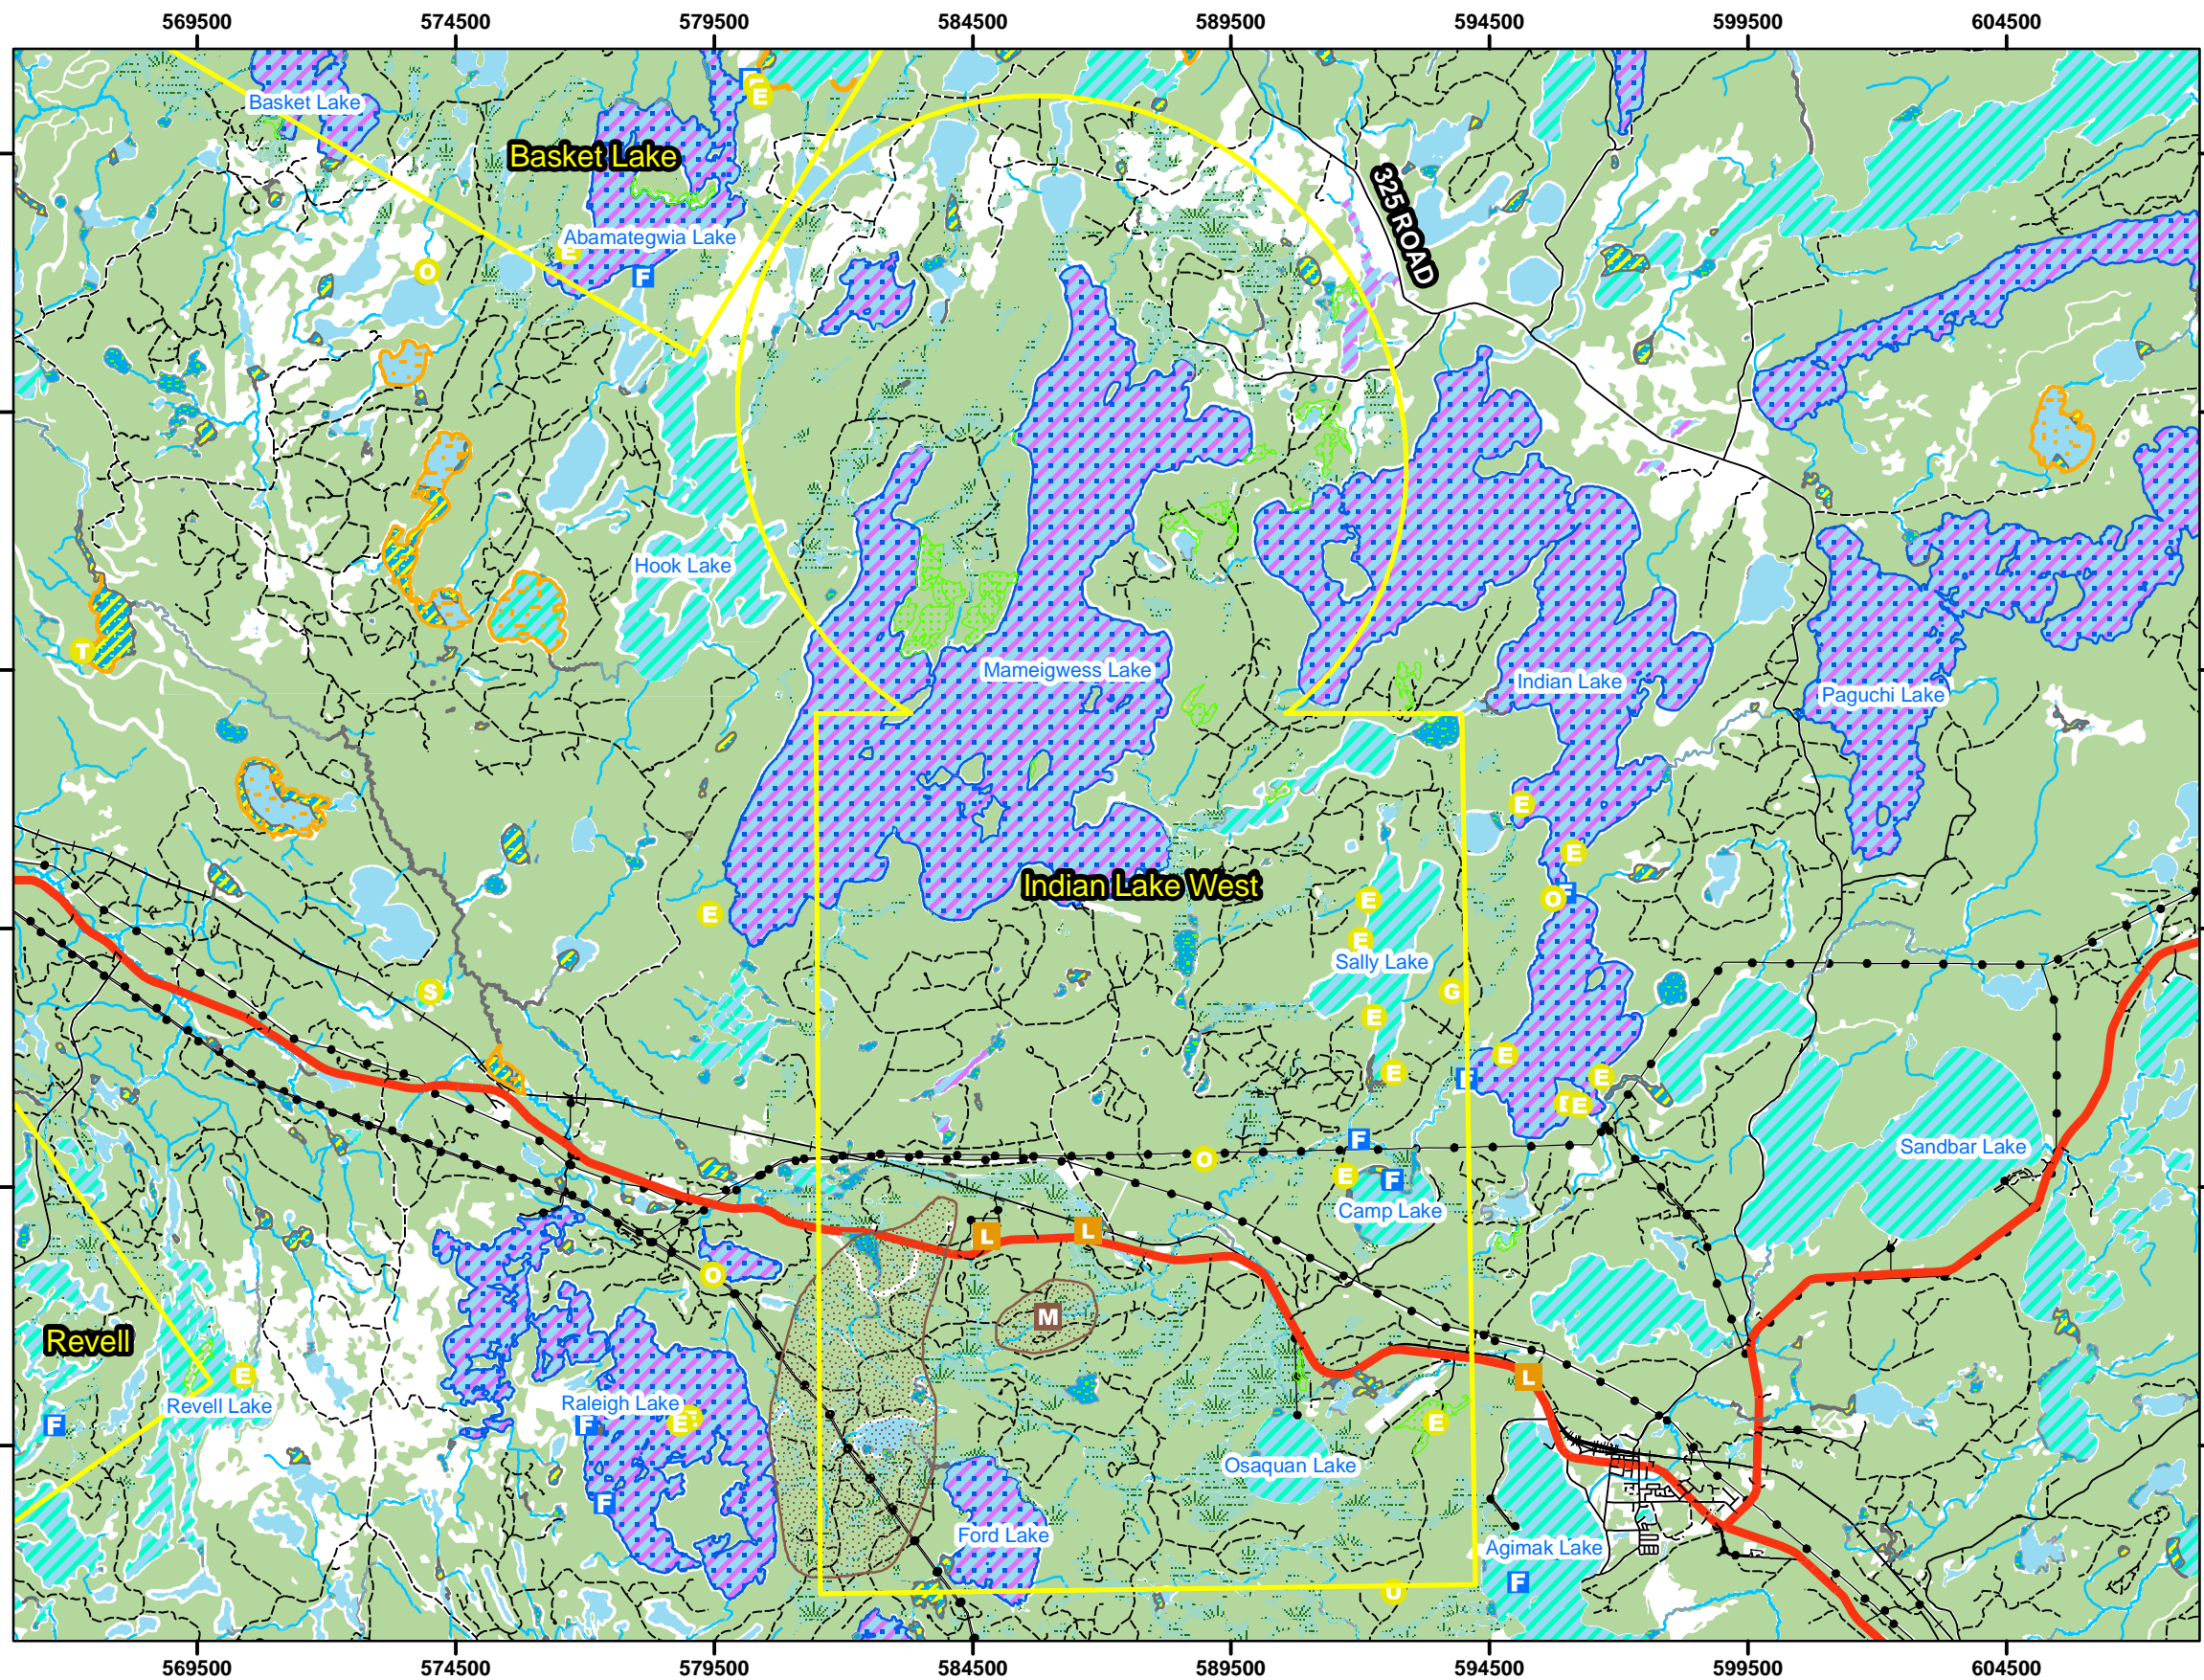 569500 574500 579500 584500 589500 594500 599500 604500
Basket Lake
E
Basket Lake
325 ROAD
Abamategwia Lake
E
O
F
Hook Lake
T
Mameigwess Lake
Indian Lake
Paguchi Lake
E
E
Indian Lake West
F
O
E
E
E
Sally Lake
S
G
E
E
E
F
E
E
E
F
Sandbar Lake
O
E
F
Camp Lake
L
L
O
M
Revell
E
L
Revell Lake
Raleigh Lake
F
F
E
E
Osaquan Lake
F
Ford Lake
Agimak Lake
F
569500 574500 579500 584500 589500 594500 599500 604500